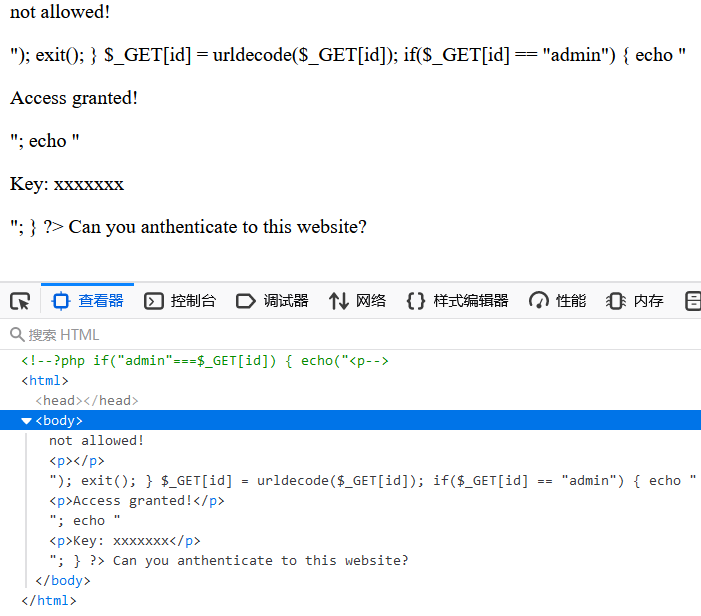 not allowed!
"); exit(); } $_GET[id] = urldecode($_GET[id]); if($_GET[id] == "admin") { echo "
Access granted!
"; echo "
Key: xxxxxxx
"; } ?> Can you anthenticate to this website?
查看器 控制台 调试器 网络 样式编辑器 性能 内存
搜索 HTML
<!--?php if("admin"===$_GET[id]) { echo("<p-->
<html>
<head></head>
<body>
not allowed!
<p></p>
"); exit(); } $_GET[id] = urldecode($_GET[id]); if($_GET[id] == "admin") { echo "
<p>Access granted!</p>
"; echo "
<p>Key: xxxxxxx</p>
"; } ?> Can you anthenticate to this website?
</body>
</html>